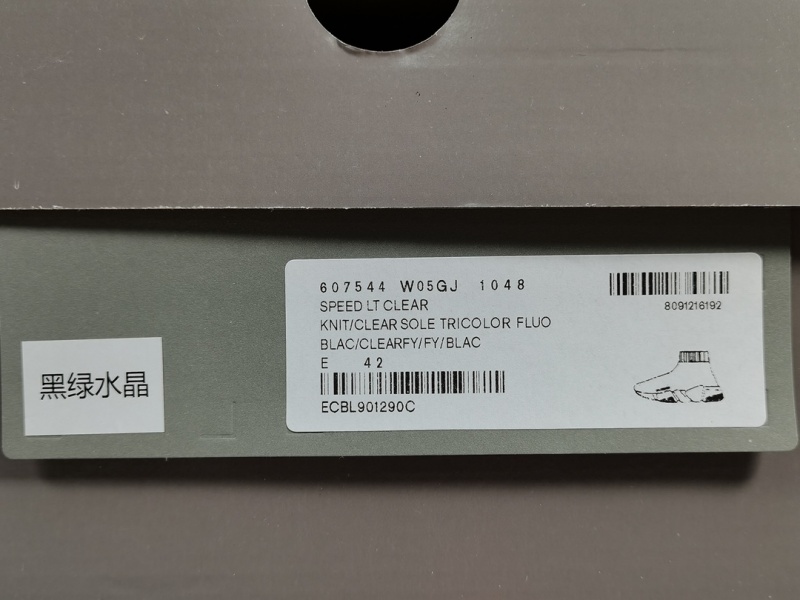 607544 W05GJ 1048
8091216192
SPEED LT CLEAR
KNIT/CLEAR SOLE TRICOLOR FLUO
BLAC/CLEARFY/FY/BLAC
E 42
ECBL901290C
黑绿水晶